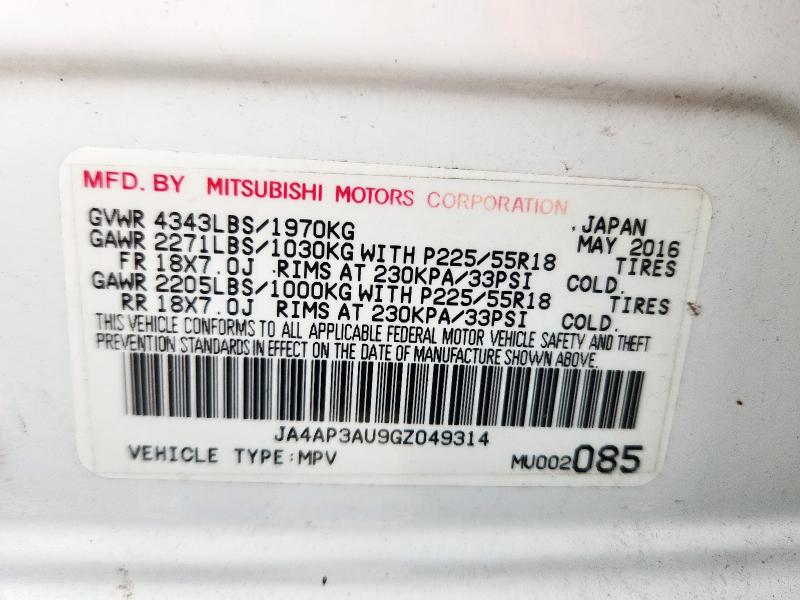 MFD. BY MITSUBISHI MOTORS CORPORATION
GVWR 4343LBS/1970KG JAPAN
GAWR 2271LBS/1030KG WITH P225/55R18 MAY 2016
FR 18X7.0J RIMS AT 230KPA/33PSI TIRES
GAWR 2205LBS/1000KG WITH P225/55R18 COLD.
RR 18X7.0J RIMS AT 230KPA/33PSI TIRES
COLD.
THIS VEHICLE CONFORMS TO ALL APPLICABLE FEDERAL MOTOR VEHICLE SAFETY AND THEFT
PREVENTION STANDARDS IN EFFECT ON THE DATE OF MANUFACTURE SHOWN ABOVE.
JA4AP3AU9GZ049314
VEHICLE TYPE:MPV MU002085